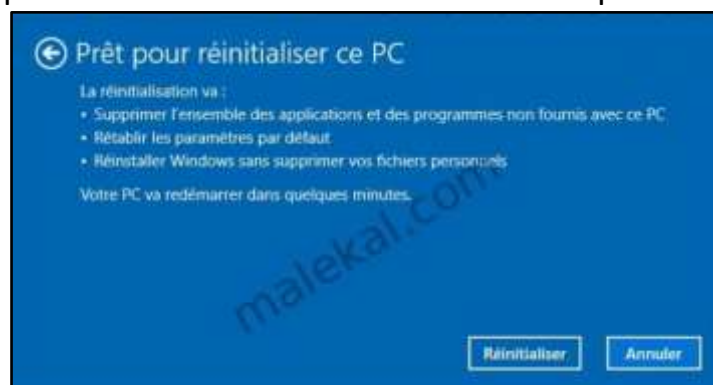 Prêt pour réinitialiser ce PC
La réinitialisation va :
• Supprimer l'ensemble des applications et des programmes non fournis avec ce PC
• Rétablir les paramètres par défaut
• Réinstaller Windows sans supprimer vos fichiers personnels
Votre PC va redémarrer dans quelques minutes.
malekal.com
Réinitialiser
Annuler